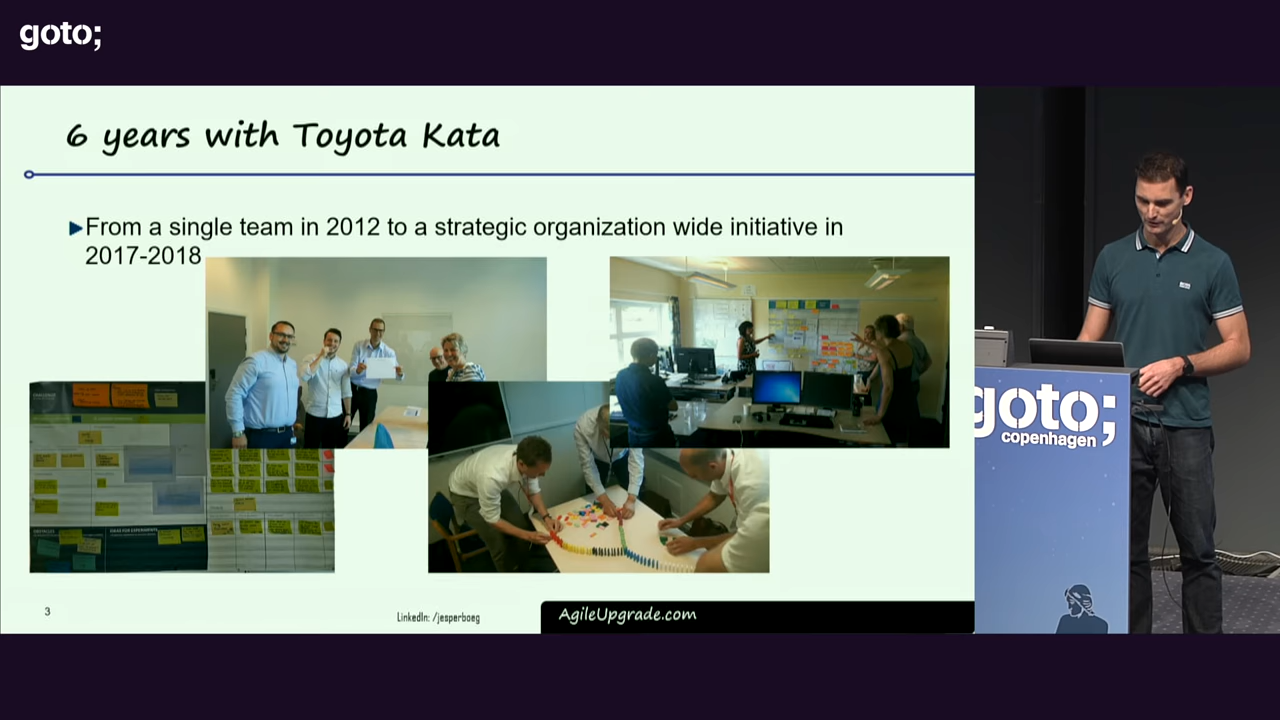 goto;
6 years with Toyota Kata
From a single team in 2012 to a strategic organization wide initiative in
2017-2018
3
LinkedIn: /jesperboeg
AgileUpgrade.com
goto;
copenhagen